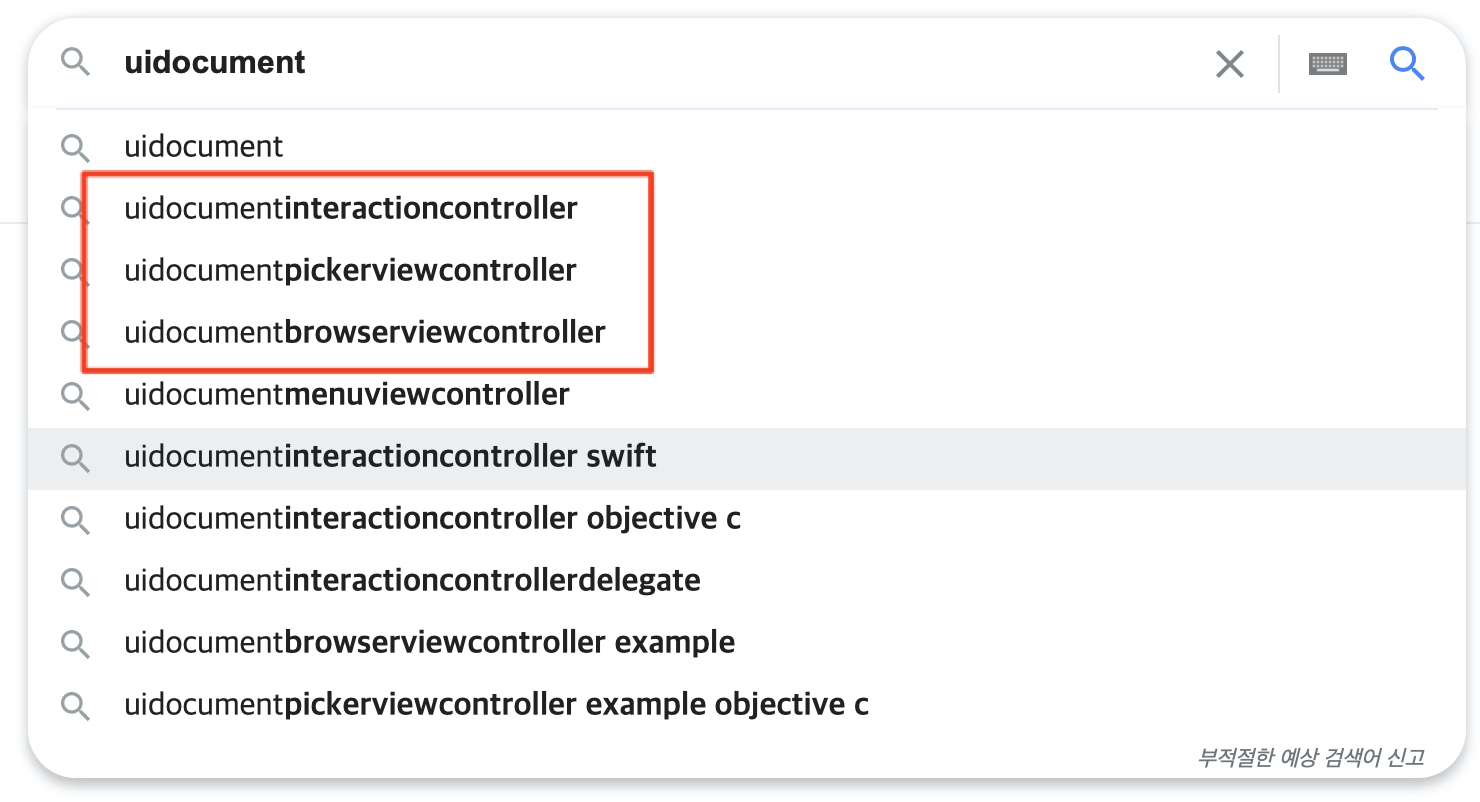 uidocument
uidocument
uidocumentinteractioncontroller
uidocumentpickerviewcontroller
uidocumentbrowserviewcontroller
uidocumentmenuviewcontroller
uidocumentinteractioncontroller swift
uidocumentinteractioncontroller objective c
uidocumentinteractioncontrollerdelegate
uidocumentbrowserviewcontroller example
uidocumentpickerviewcontroller example objective c
부적절한 예상 검색어 신고